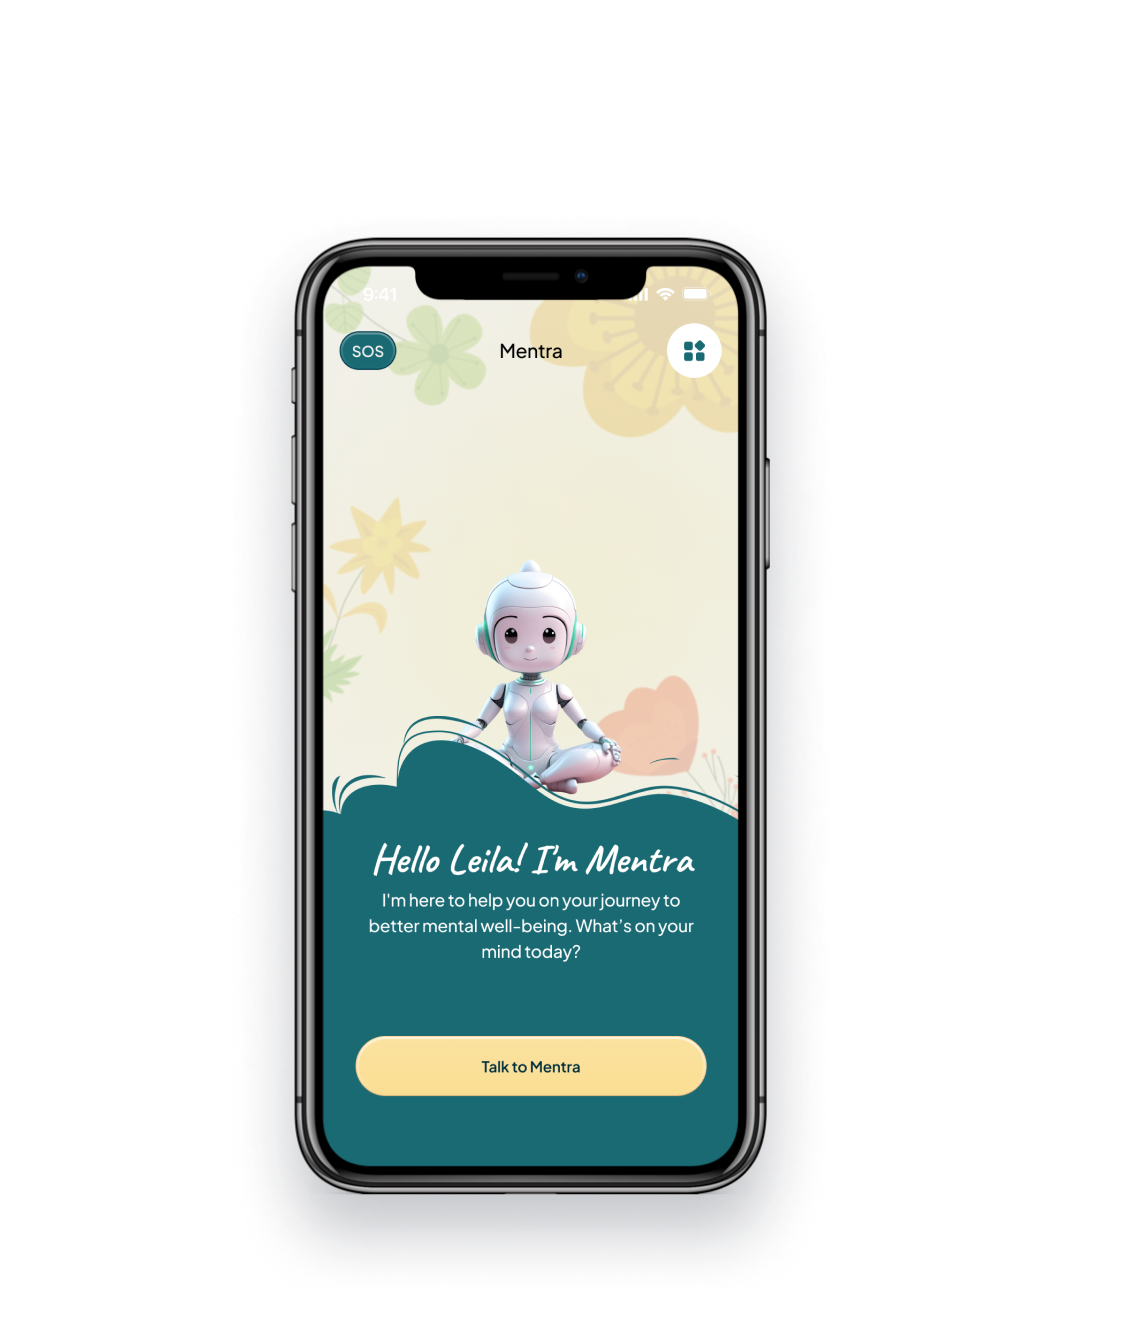 9:41
SOS
Mentra
Hello Leila! I'm Mentra
I'm here to help you on your journey to
better mental well-being. What's on your
mind today?
Talk to Mentra